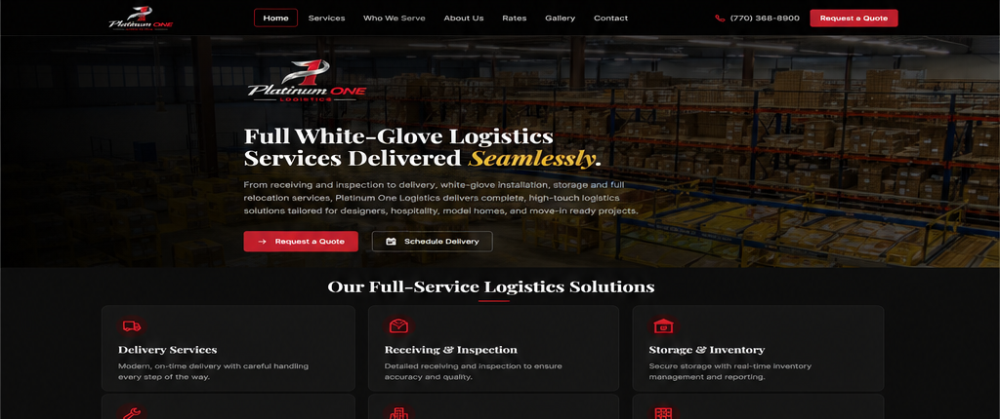 Platinum ONE
Home
Services
Who We Serve
About Us
Rates
Gallery
Contact
(770) 368-8900
Request a Quote
Platinum ONE
LOGISTICS
Full White-Glove Logistics
Services Delivered Seamlessly.
From receiving and inspection to delivery, white-glove installation, storage and full
relocation services, Platinum One Logistics delivers complete, high-touch logistics
solutions tailored for designers, hospitality, model homes, and move-in ready projects.
Request a Quote
Schedule Delivery
Our Full-Service Logistics Solutions
Delivery Services
Modern, on-time delivery with careful handling
every step of the way.
Receiving & Inspection
Detailed receiving and inspection to ensure
accuracy and quality.
Storage & Inventory
Secure storage with real-time inventory
management and reporting.